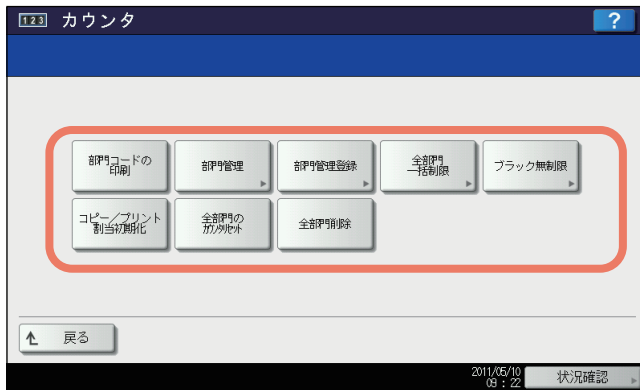 123 カウンタ ?
部門コードの
印刷
部門管理
部門管理登録
全部門
一括制限
ブラック無制限
コピー/プリント
割当初期化
全部門の
カウンタリセット
全部門削除
戻る
2011/05/10
09:22
状況確認